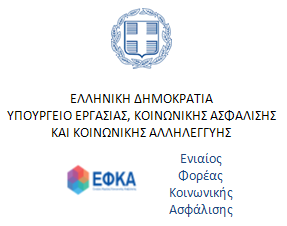 ΕΛΛΗΝΙΚΗ ΔΗΜΟΚΡΑΤΙΑ
ΥΠΟΥΡΓΕΙΟ ΕΡΓΑΣΙΑΣ, ΚΟΙΝΩΝΙΚΗΣ ΑΣΦΑΛΙΣΗΣ
ΚΑΙ ΚΟΙΝΩΝΙΚΗΣ ΑΛΛΗΛΕΓΓΥΗΣ
ΕΦΚΑ
Ενιαίος
Φορέας
Κοινωνικής
Ασφάλισης